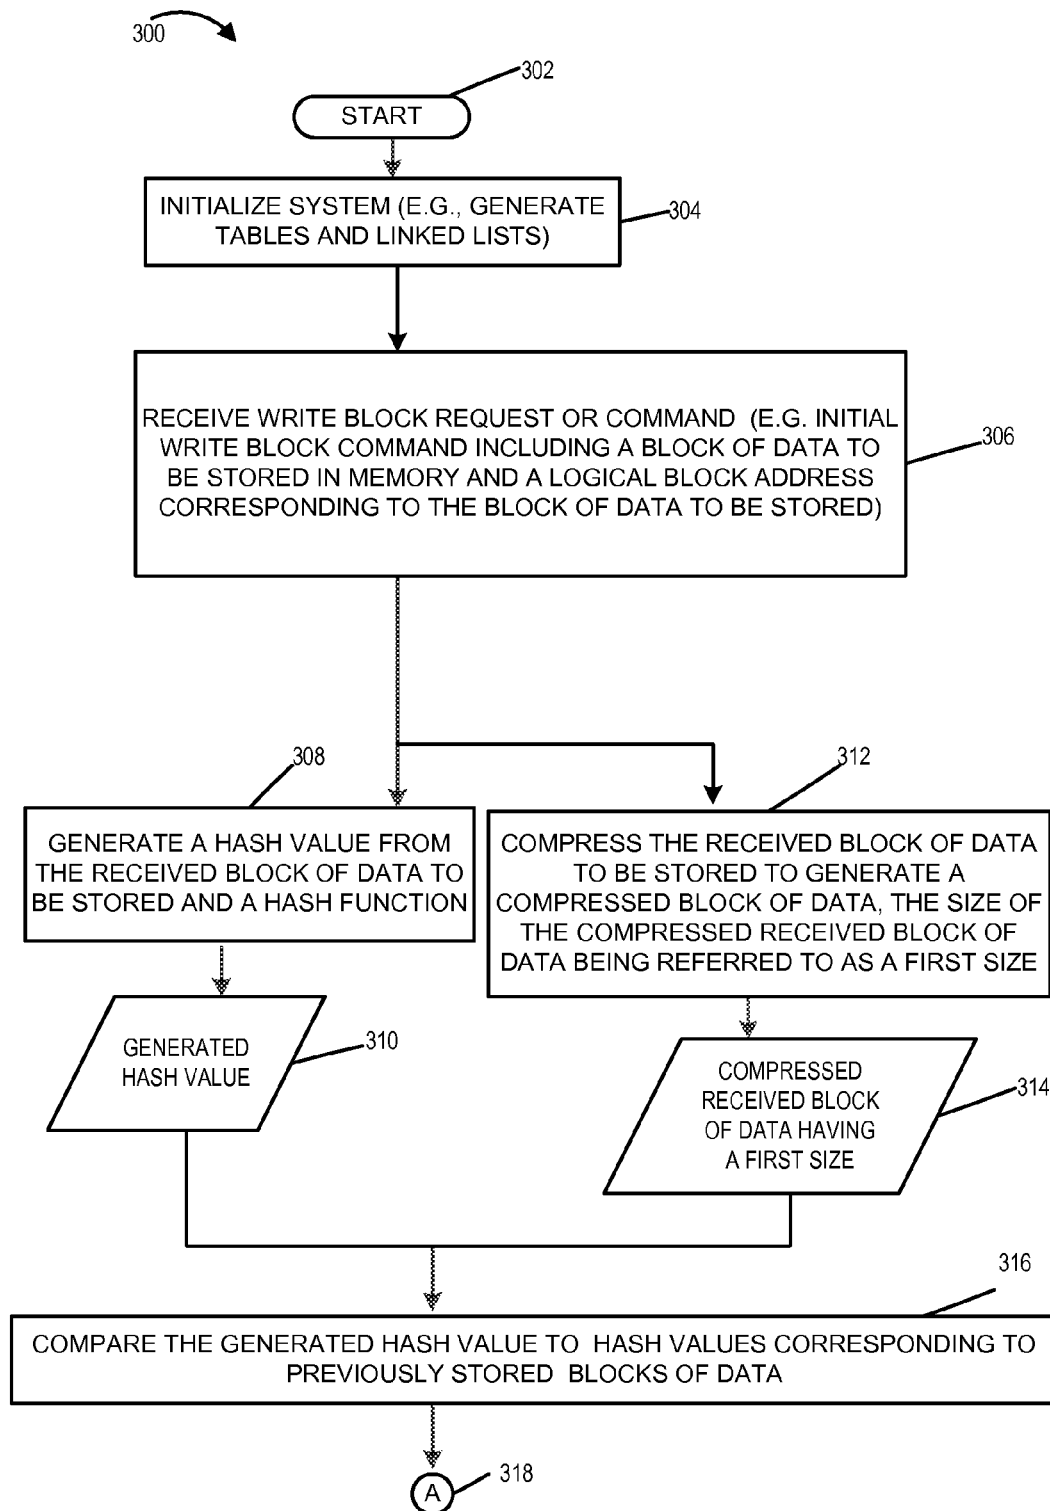 300
302
START
INITIALIZE SYSTEM (E.G., GENERATE
TABLES AND LINKED LISTS)
304
RECEIVE WRITE BLOCK REQUEST OR COMMAND (E.G. INITIAL
WRITE BLOCK COMMAND INCLUDING A BLOCK OF DATA TO
BE STORED IN MEMORY AND A LOGICAL BLOCK ADDRESS
CORRESPONDING TO THE BLOCK OF DATA TO BE STORED)
306
308
GENERATE A HASH VALUE FROM
THE RECEIVED BLOCK OF DATA TO
BE STORED AND A HASH FUNCTION
312
COMPRESS THE RECEIVED BLOCK OF DATA
TO BE STORED TO GENERATE A
COMPRESSED BLOCK OF DATA, THE SIZE OF
THE COMPRESSED RECEIVED BLOCK OF
DATA BEING REFERRED TO AS A FIRST SIZE
GENERATED
HASH VALUE
310
COMPRESSED
RECEIVED BLOCK
OF DATA HAVING
A FIRST SIZE
314
316
COMPARE THE GENERATED HASH VALUE TO HASH VALUES CORRESPONDING TO
PREVIOUSLY STORED BLOCKS OF DATA
A
318